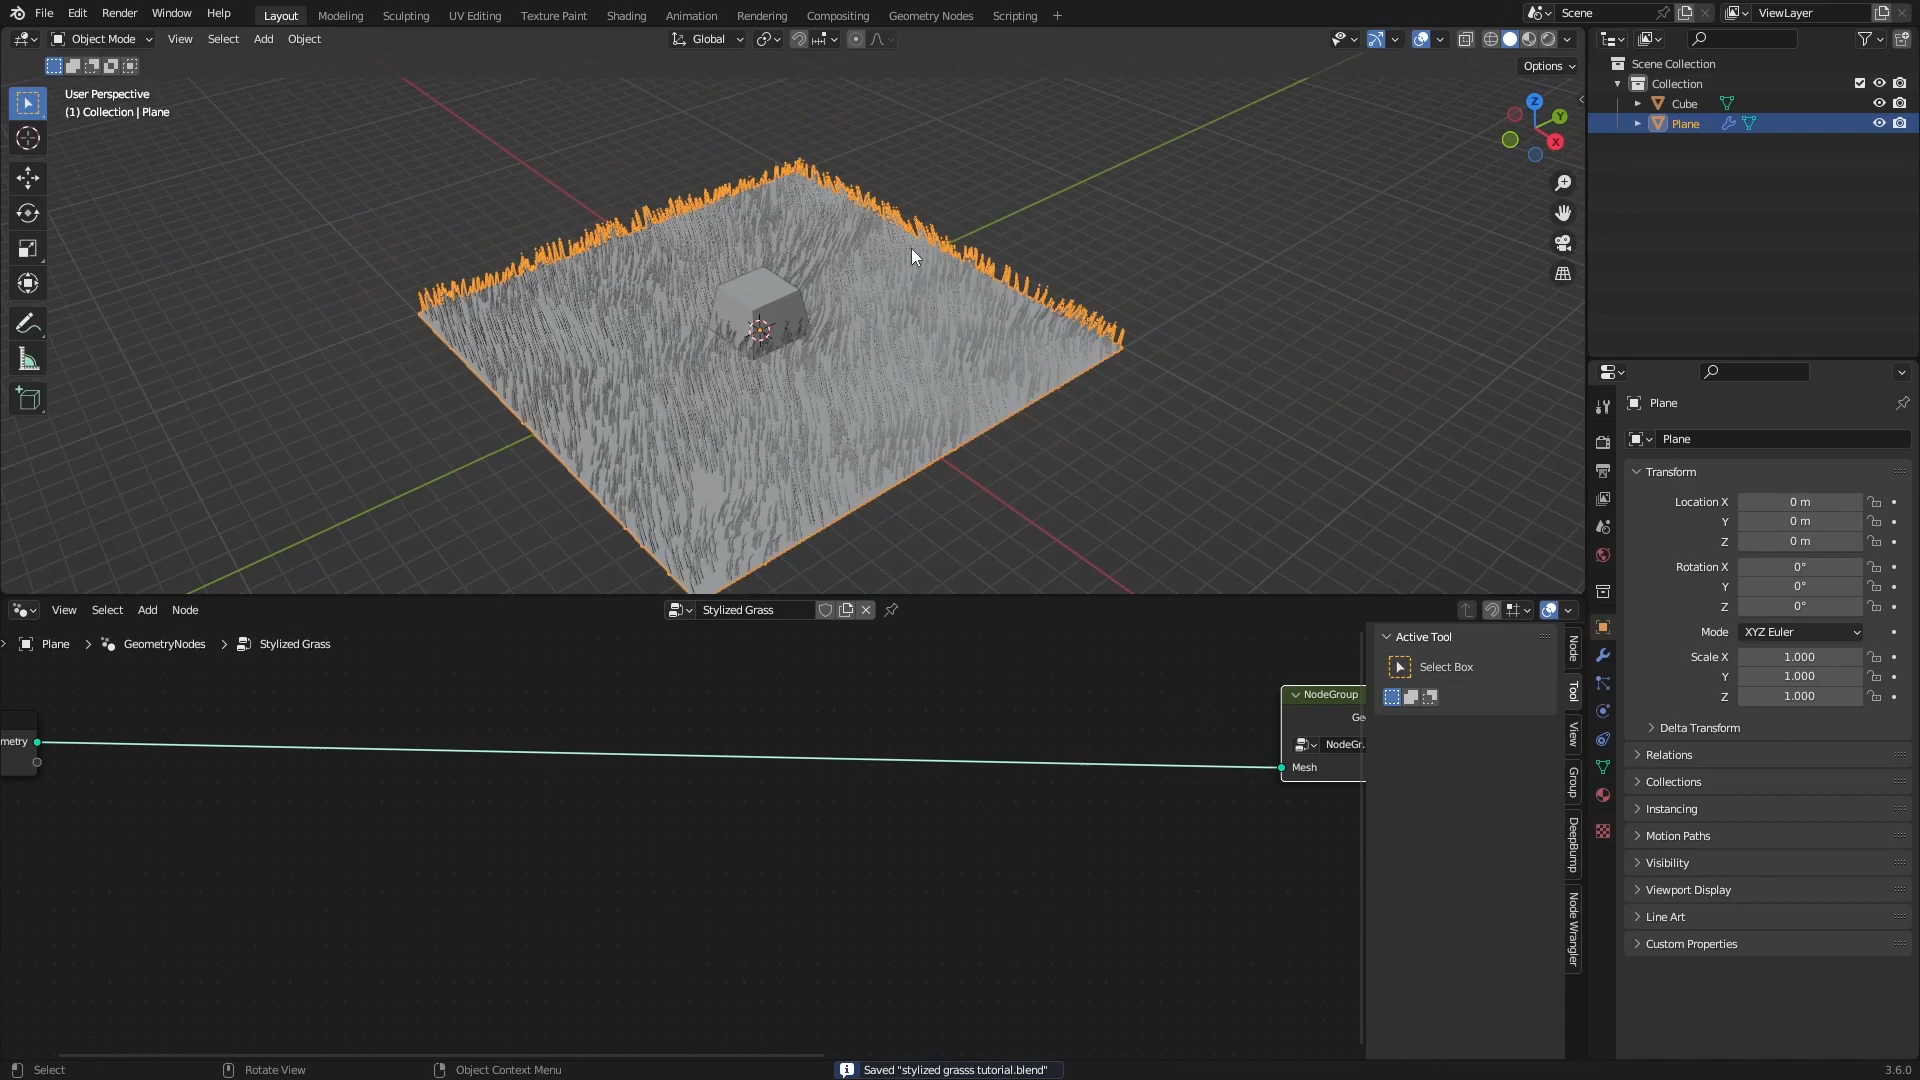 File Edit Render Window Help
Layout Modeling Sculpting UV Editing Texture Paint Shading Animation Rendering Compositing Geometry Nodes Scripting +
Scene
ViewLayer
Object Mode View Select Add Object
Global
Options
User Perspective
(1) Collection | Plane
Z
Y
X
Scene Collection
Collection
Cube
Plane
Plane
Plane
Transform
Location X 0 m
Y 0 m
Z 0 m
Rotation X 0°
Y 0°
Z 0°
Mode XYZ Euler
Scale X 1.000
Y 1.000
Z 1.000
Delta Transform
Relations
Collections
Instancing
Motion Paths
Visibility
Viewport Display
Line Art
Custom Properties
View Select Add Node
Stylized Grass
Plane > GeometryNodes > Stylized Grass
metry
NodeGroup
Ge
NodeGr.
Mesh
Active Tool
Select Box
Node
Tool
View
Group
DeepBump
Node Wrangler
Select
Rotate View
Object Context Menu
Saved "stylized grasss tutorial.blend"
3.6.0